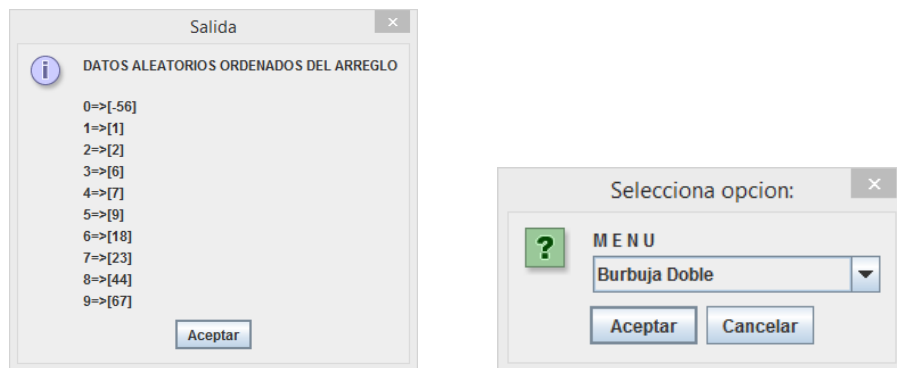 Salida
DATOS ALEATORIOS ORDENADOS DEL ARREGLO
0=>[-56]
1=>[1]
2=>[2]
3=>[6]
4=>[7]
5=>[9]
6=>[18]
7=>[23]
8=>[44]
9=>[67]
Aceptar
Selecciona opcion:
M E N U
Burbuja Doble
Aceptar Cancelar